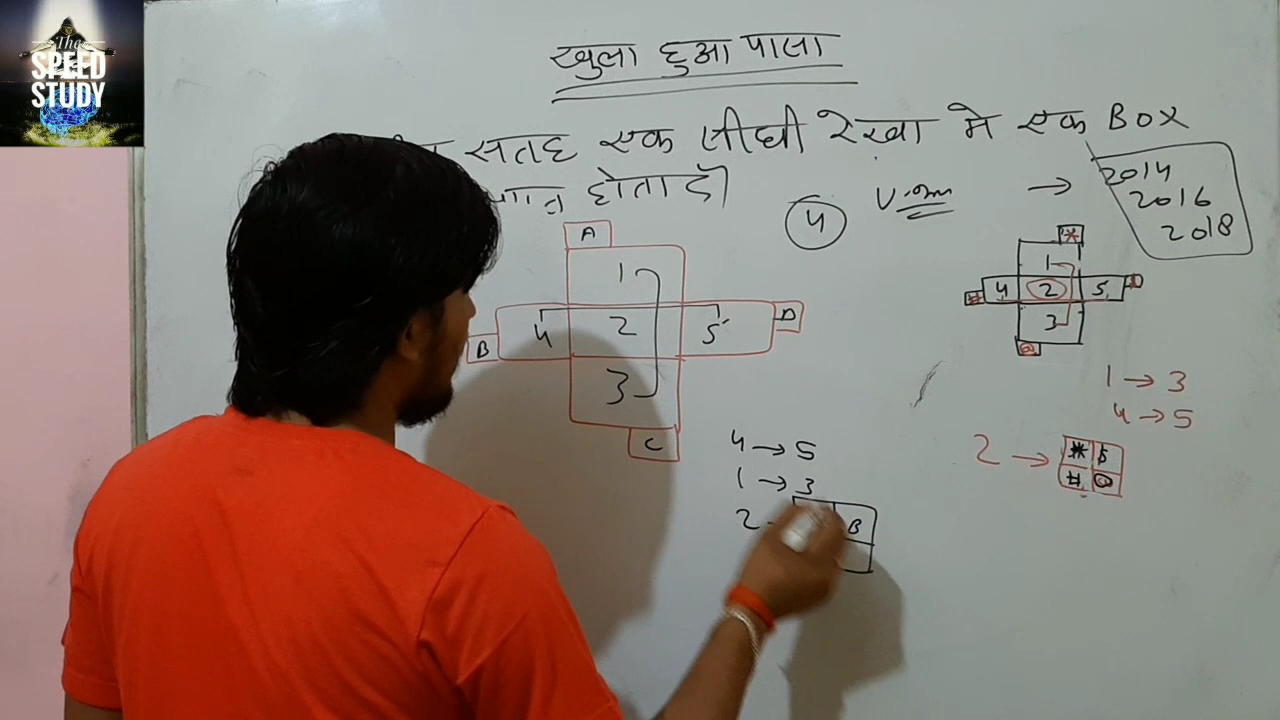 The
SPEED
STUDY
खुला हुआ पाला
सतह एक सीधी रेखा मे एक Box
होता है।
4
V.Imp → 2014
2016
2018
A
1
4 2 5
B
D
3
C
*
1
4 2 5
#
3
@
1 → 3
4 → 5
2 → * $
# @
4 → 5
1 → 3
2
B